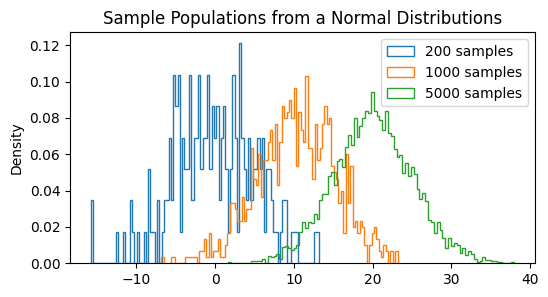 Sample Populations from a Normal Distributions
200 samples
1000 samples
5000 samples
Density
0.12
0.10
0.08
0.06
0.04
0.02
0.00
−10 0 10 20 30 40